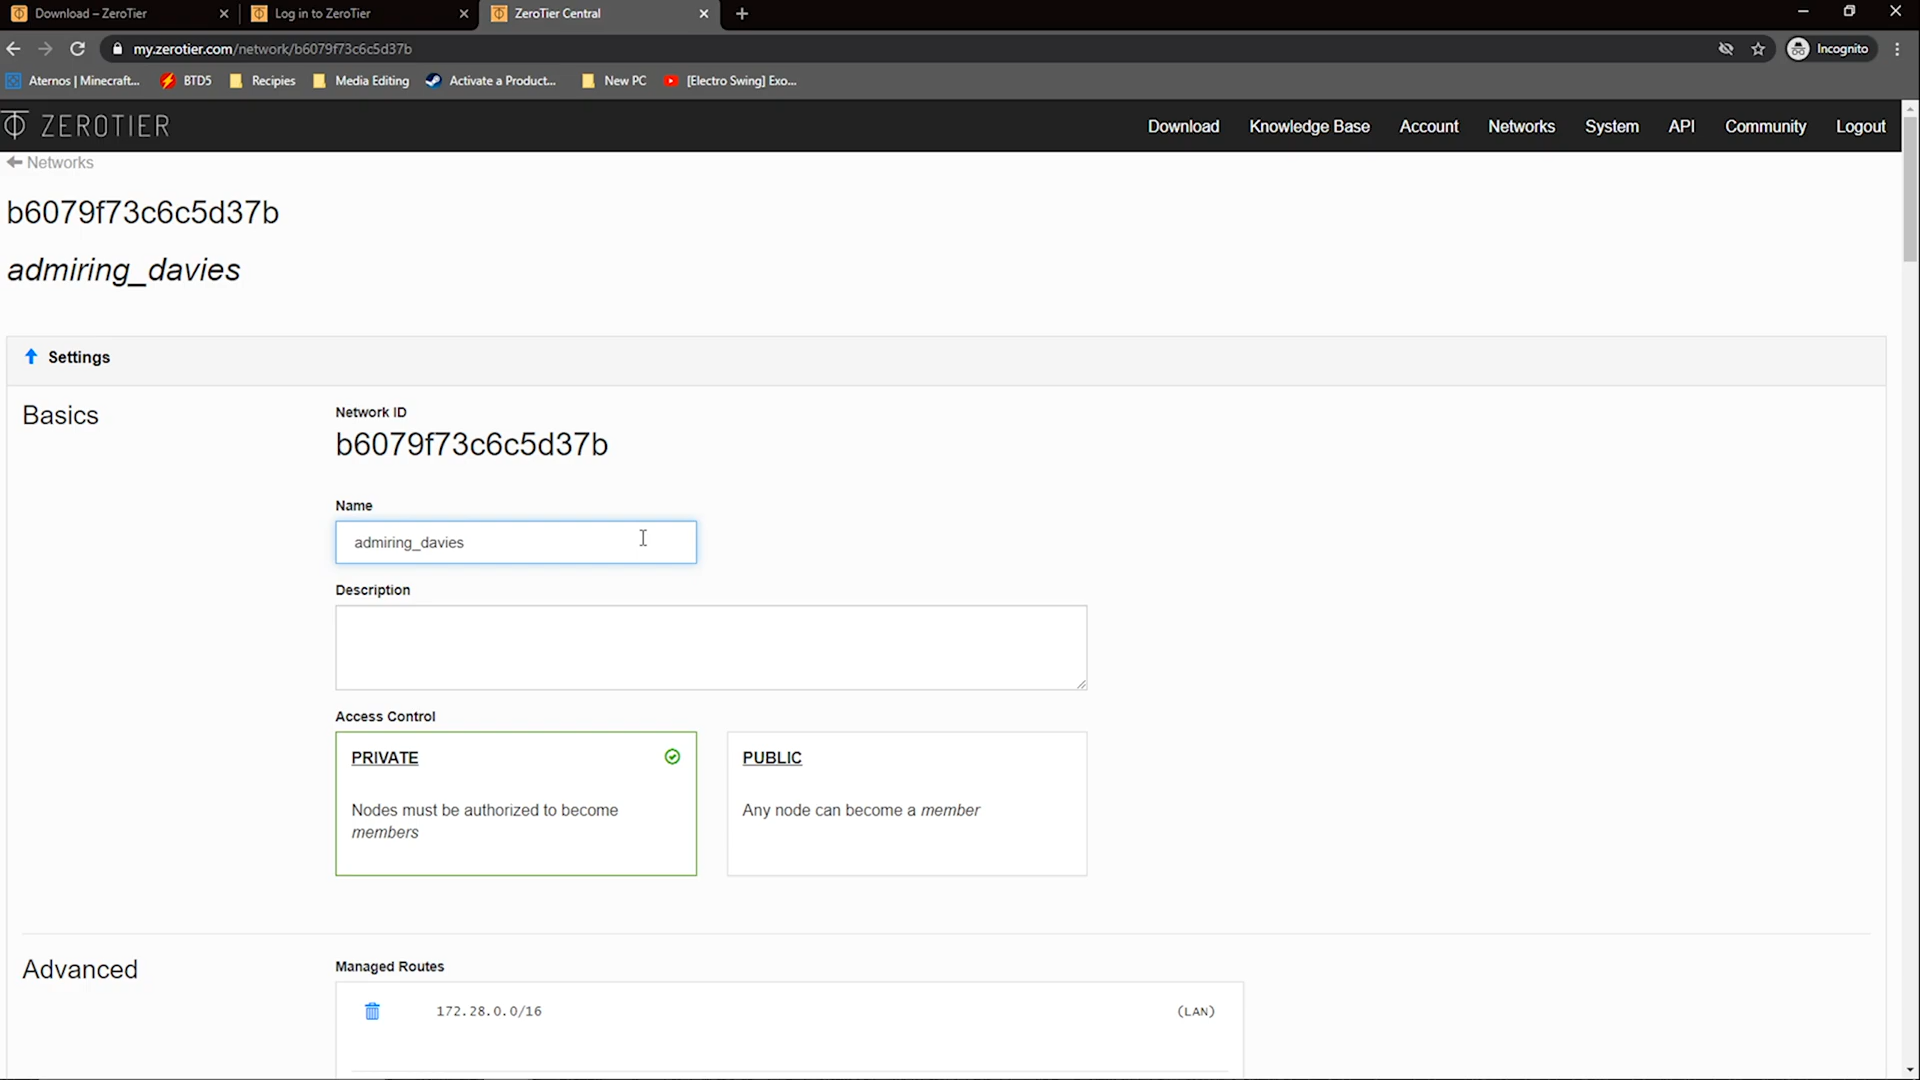 Download – ZeroTier
Log in to ZeroTier
ZeroTier Central
my.zerotier.com/network/b6079f73c6c5d37b
Incognito
Aternos | Minecraft...
BTD5
Recipies
Media Editing
Activate a Product...
New PC
[Electro Swing] Exo...
ZEROTIER
Download
Knowledge Base
Account
Networks
System
API
Community
Logout
Networks
b6079f73c6c5d37b
admiring_davies
Settings
Basics
Network ID
b6079f73c6c5d37b
Name
admiring_davies
Description
Access Control
PRIVATE
Nodes must be authorized to become
members
PUBLIC
Any node can become a member
Advanced
Managed Routes
172.28.0.0/16
(LAN)